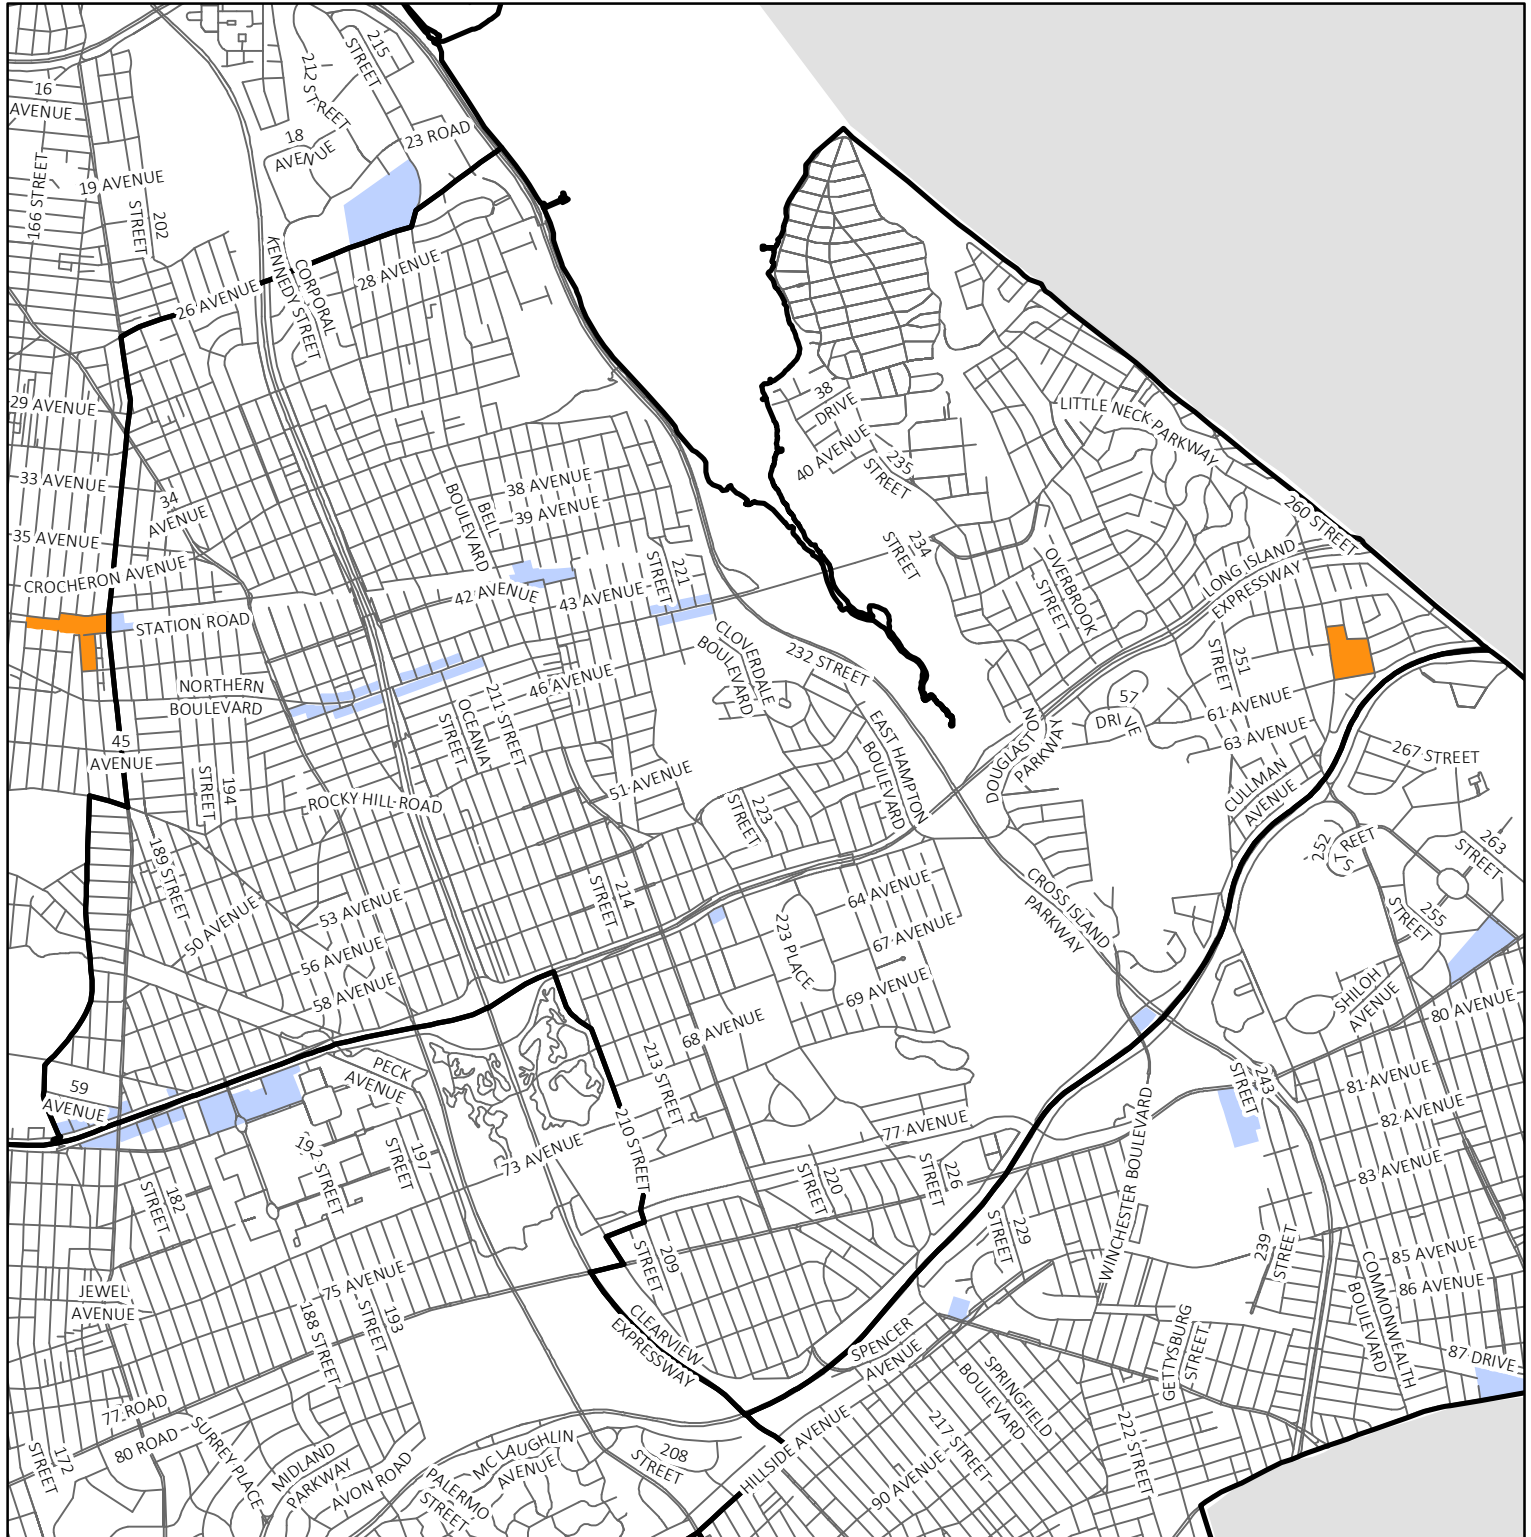 215
STREET
212 STREET
16
AVENUE
18
AVENUE
23 ROAD
166 STREET
19 AVENUE
202
STREET
26 AVENUE
KENNEDY STREET
CORPORAL
28 AVENUE
29 AVENUE
38
DRIVE
LITTLE NECK PARKWAY
40 AVENUE
235
STREET
33 AVENUE
34
AVENUE
BELL
BOULEVARD
38 AVENUE
39 AVENUE
260 STREET
35 AVENUE
CROCHERON AVENUE
221
STREET
234
STREET
OVERBROOK
STREET
LONG ISLAND
EXPRESSWAY
42 AVENUE
43 AVENUE
STATION ROAD
CLOVERDALE
BOULEVARD
232 STREET
251
STREET
NORTHERN
BOULEVARD
46 AVENUE
211 STREET
OCEANIA
STREET
57
DRIVE
61 AVENUE
63 AVENUE
45
AVENUE
EAST HAMPTON
BOULEVARD
DOUGLASTON
PARKWAY
267 STREET
194
STREET
51 AVENUE
CULLMAN
AVENUE
ROCKY HILL ROAD
223
STREET
189 STREET
252
STREET
263
STREET
214
STREET
64 AVENUE
CROSS ISLAND
PARKWAY
50 AVENUE
53 AVENUE
67 AVENUE
255
STREET
56 AVENUE
223 PLACE
58 AVENUE
69 AVENUE
SHILOH
AVENUE
80 AVENUE
68 AVENUE
59
AVENUE
PECK
AVENUE
213 STREET
243
STREET
81 AVENUE
82 AVENUE
77 AVENUE
73 AVENUE
210 STREET
192 STREET
197
STREET
182
STREET
220
STREET
226
STREET
83 AVENUE
WINCHESTER BOULEVARD
229
STREET
239
STREET
209
STREET
85 AVENUE
86 AVENUE
COMMONWEALTH
BOULEVARD
JEWEL
AVENUE
75 AVENUE
188 STREET
193
STREET
CLEARVIEW
EXPRESSWAY
SPENCER
AVENUE
GETTYSBURG
STREET
87 DRIVE
SPRINGFIELD
BOULEVARD
77 ROAD
80 ROAD
172
STREET
SURREY PLACE
MIDLAND
PARKWAY
AVON ROAD
MC LAUGHLIN
AVENUE
PALERMO
STREET
208
STREET
HILLSIDE AVENUE
217 STREET
90 AVENUE
222 STREET